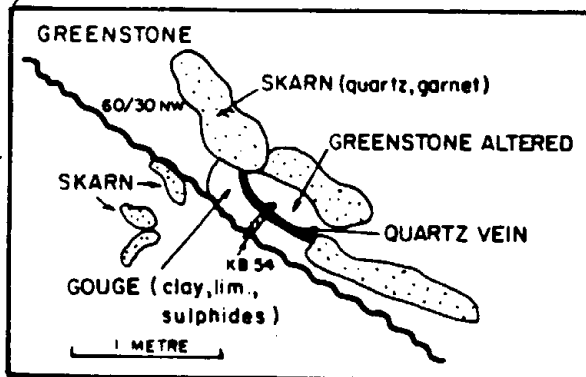 GREENSTONE
SKARN (quartz, garnet)
60/30 NW
GREENSTONE ALTERED
SKARN
QUARTZ VEIN
KB 54
GOUGE (clay, lim.,
sulphides)
1 METRE